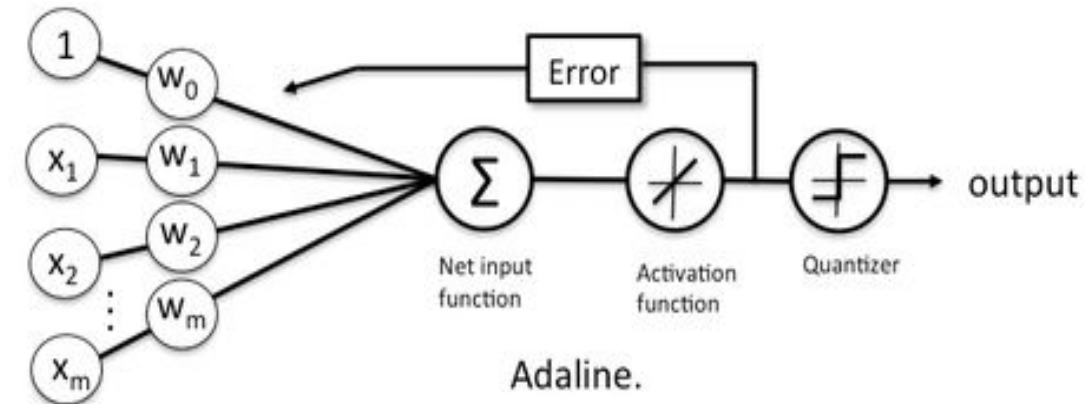 1
w0
Error
x1
w1
Σ
output
x2
w2
Net input
function
Activation
function
Quantizer
⋮
wm
xm
Adaline.